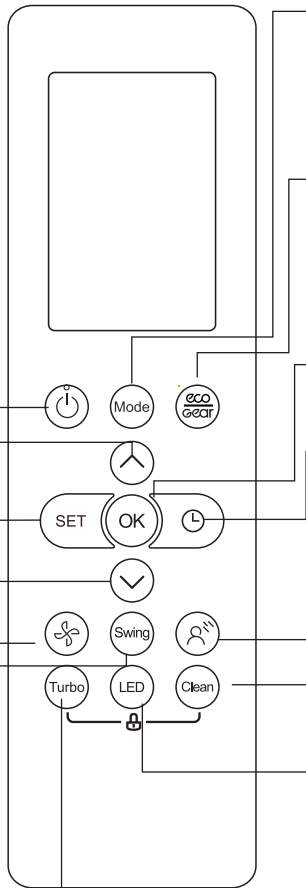 Mode
eco
Gear
SET
OK
Swing
Turbo
LED
Clean